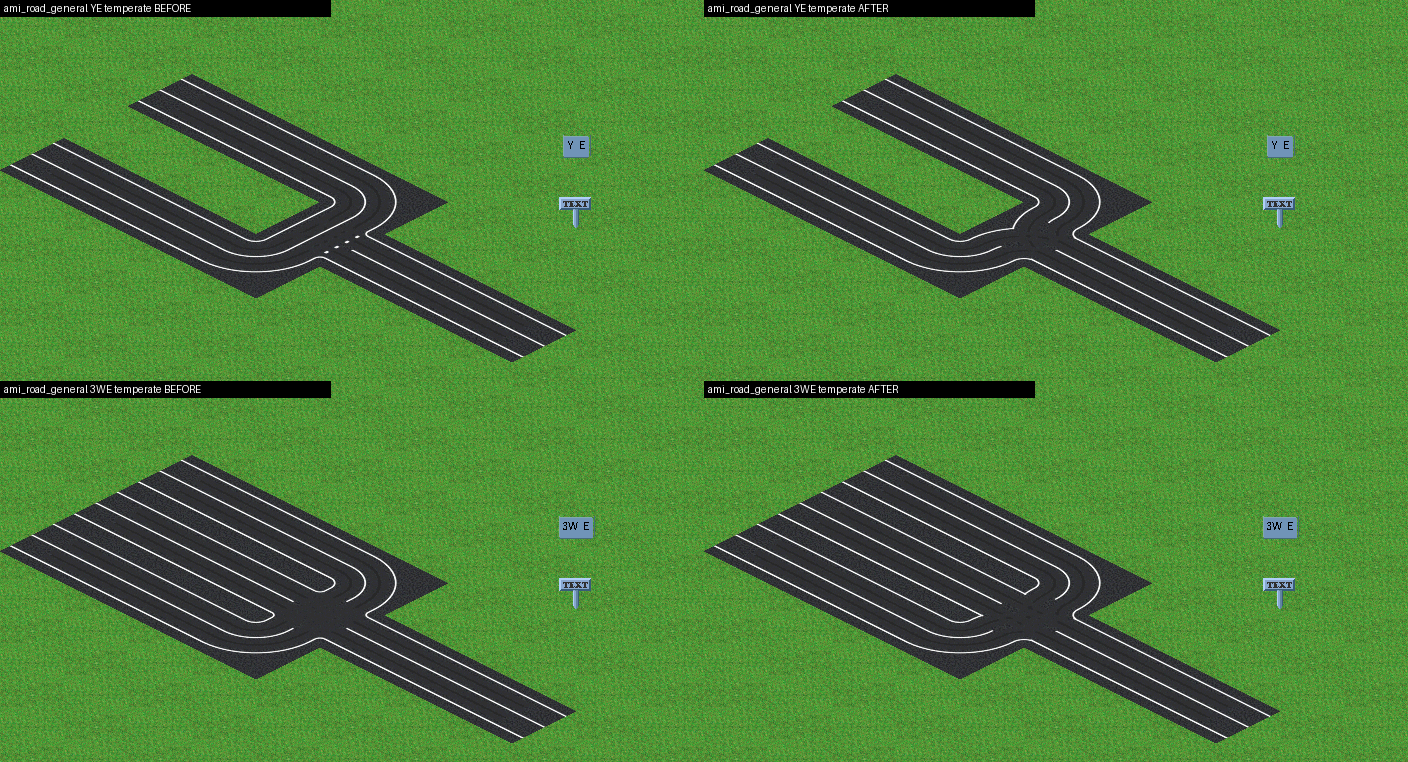 ami_road_general YE temperate BEFORE
ami_road_general YE temperate AFTER
Y E
Y E
TEXT
TEXT
ami_road_general 3WE temperate BEFORE
ami_road_general 3WE temperate AFTER
3W E
3W E
TEXT
TEXT